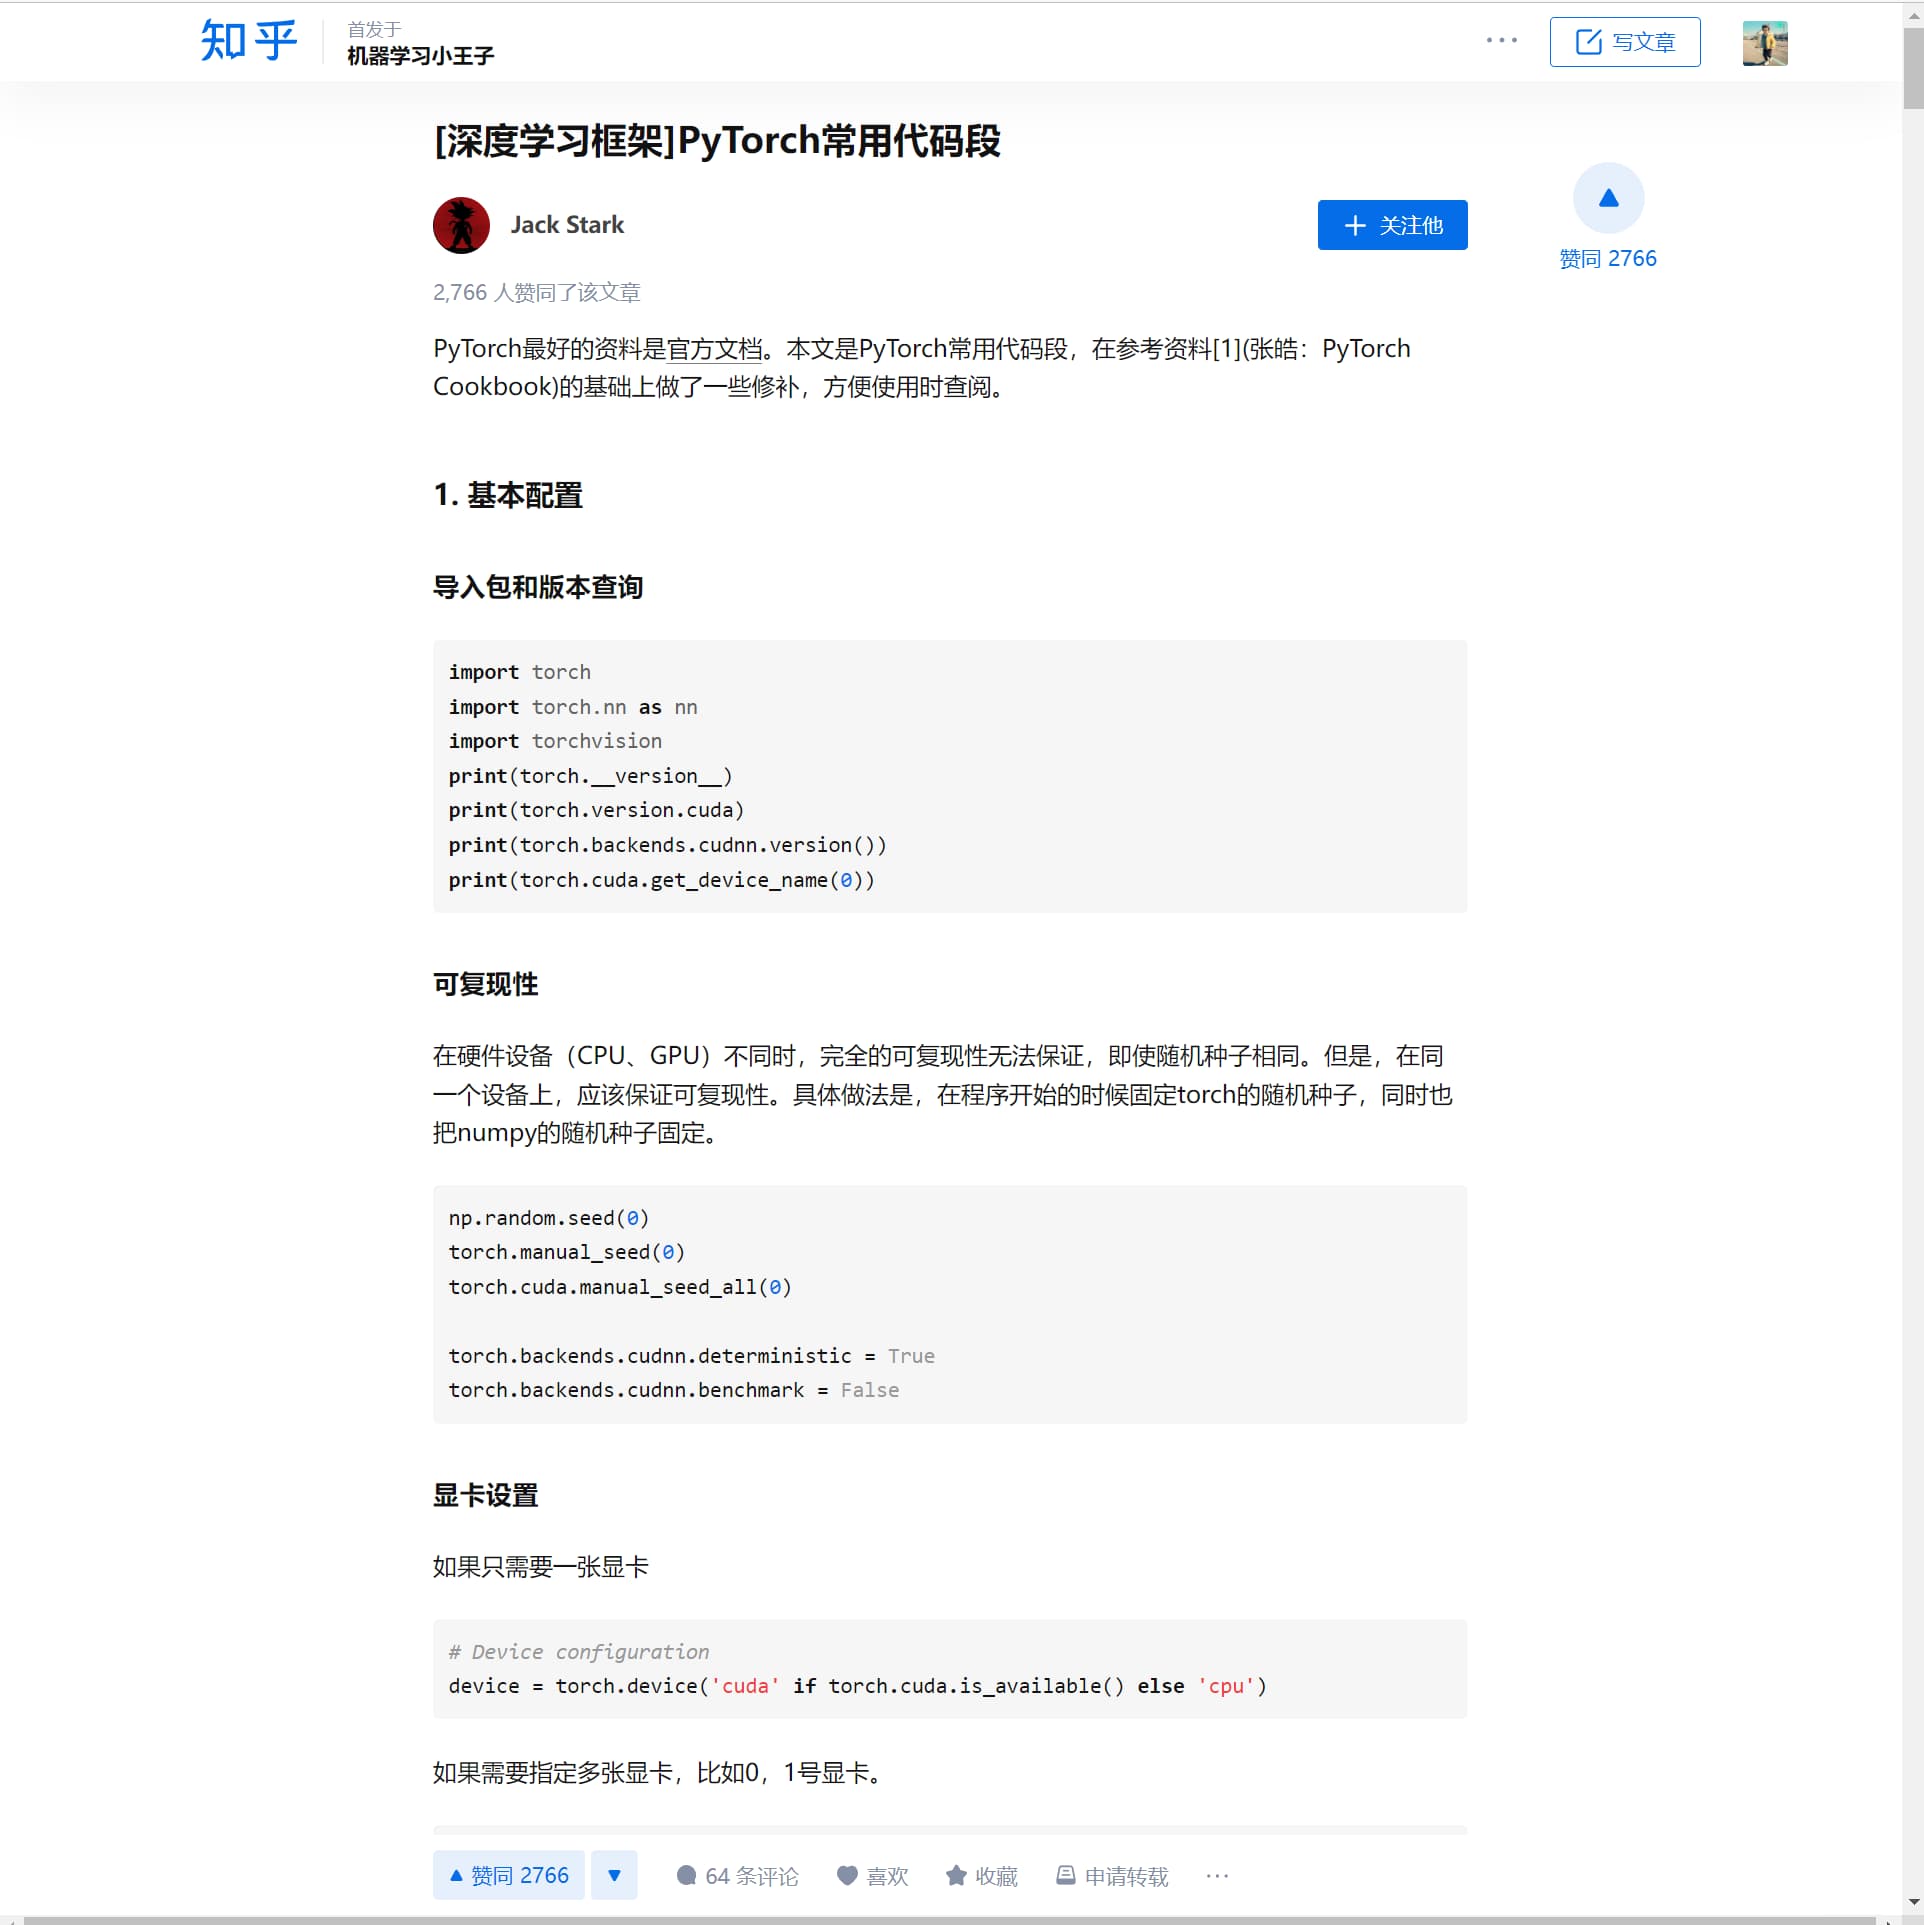 知乎
首发于
机器学习小王子
写文章
[深度学习框架]PyTorch常用代码段
Jack Stark
关注他
赞同 2766
2,766 人赞同了该文章
PyTorch最好的资料是官方文档。本文是PyTorch常用代码段，在参考资料[1](张皓：PyTorch
Cookbook)的基础上做了一些修补，方便使用时查阅。
1. 基本配置
导入包和版本查询
import torch
import torch.nn as nn
import torchvision
print(torch.__version__)
print(torch.version.cuda)
print(torch.backends.cudnn.version())
print(torch.cuda.get_device_name(0))
可复现性
在硬件设备（CPU、GPU）不同时，完全的可复现性无法保证，即使随机种子相同。但是，在同
一个设备上，应该保证可复现性。具体做法是，在程序开始的时候固定torch的随机种子，同时也
把numpy的随机种子固定。
np.random.seed(0)
torch.manual_seed(0)
torch.cuda.manual_seed_all(0)
torch.backends.cudnn.deterministic = True
torch.backends.cudnn.benchmark = False
显卡设置
如果只需要一张显卡
# Device configuration
device = torch.device('cuda' if torch.cuda.is_available() else 'cpu')
如果需要指定多张显卡，比如0，1号显卡。
赞同 2766
64 条评论
喜欢
收藏
申请转载